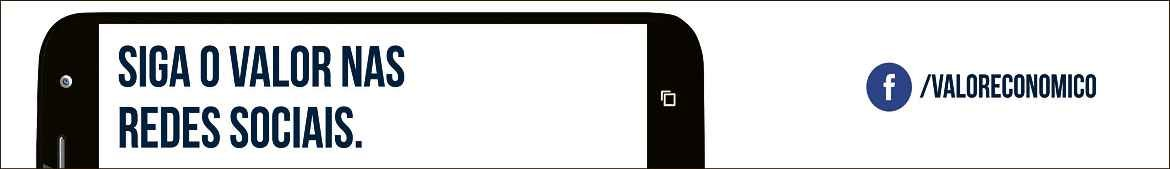 SIGA O VALOR NAS
REDES SOCIAIS.
f /VALORECONOMICO